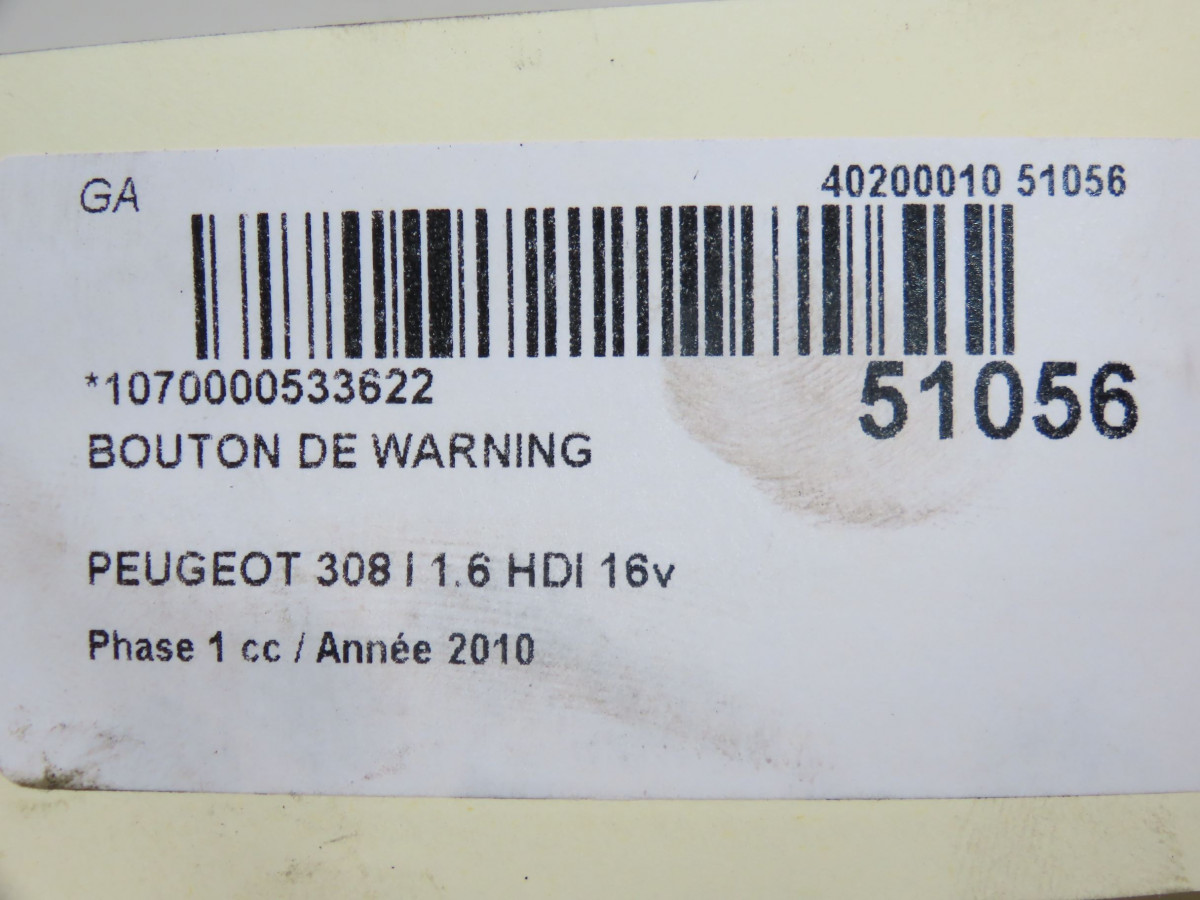 GA
40200010 51056
*1070000533622
51056
BOUTON DE WARNING
PEUGEOT 308 I 1.6 HDI 16v
Phase 1 cc / Année 2010